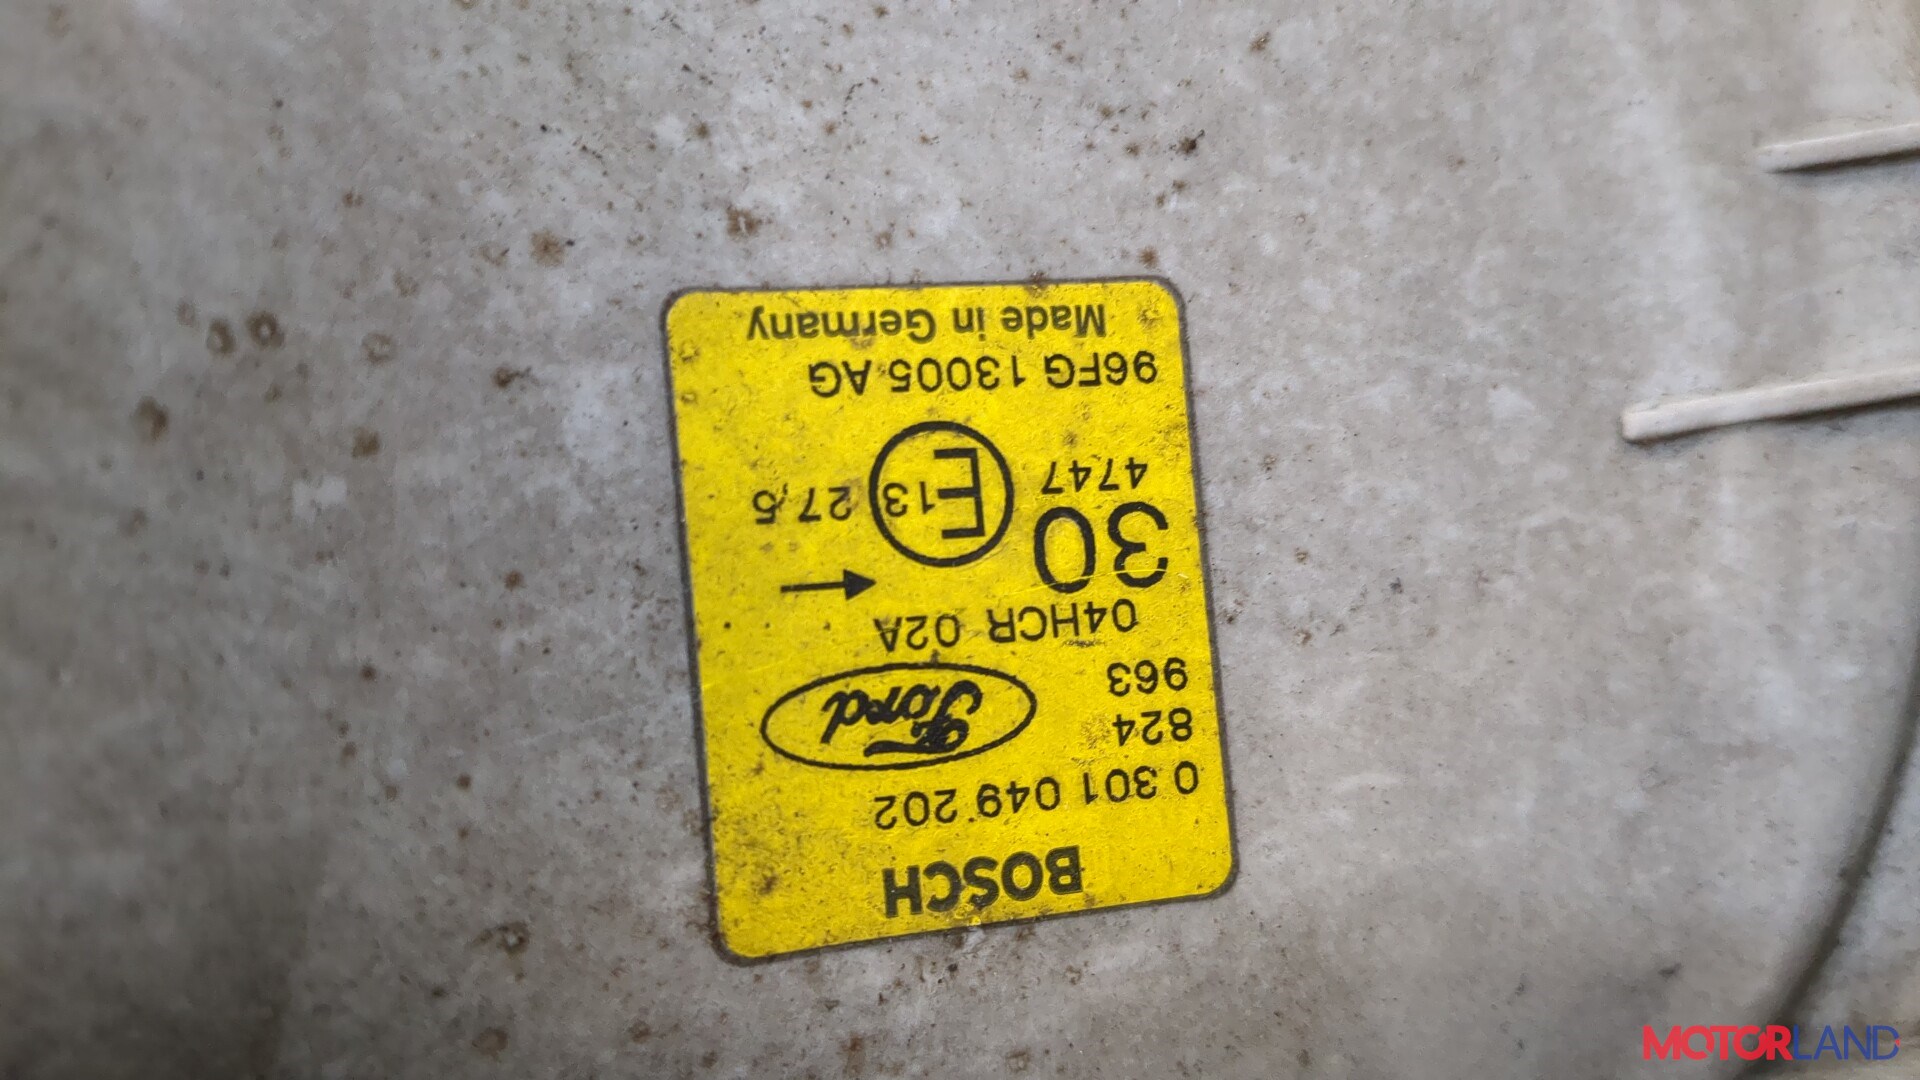 BOSCH
0 301 049 202
824
963
Ford
04HCR 02A
30
4747
E13
27,5
96FG 13005 AG
Made in Germany
MOTORLAND